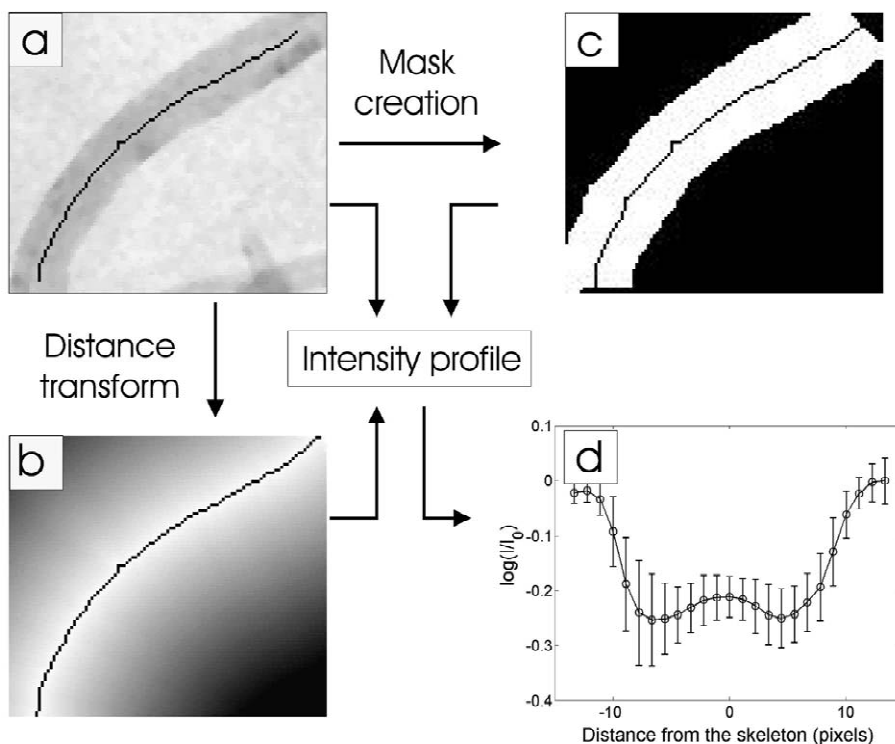 a
Mask
creation
c
Distance
transform
Intensity profile
b
d
0.1
0
-0.1
-0.2
-0.3
-0.4
log(I/I0)
-10
0
10
Distance from the skeleton (pixels)